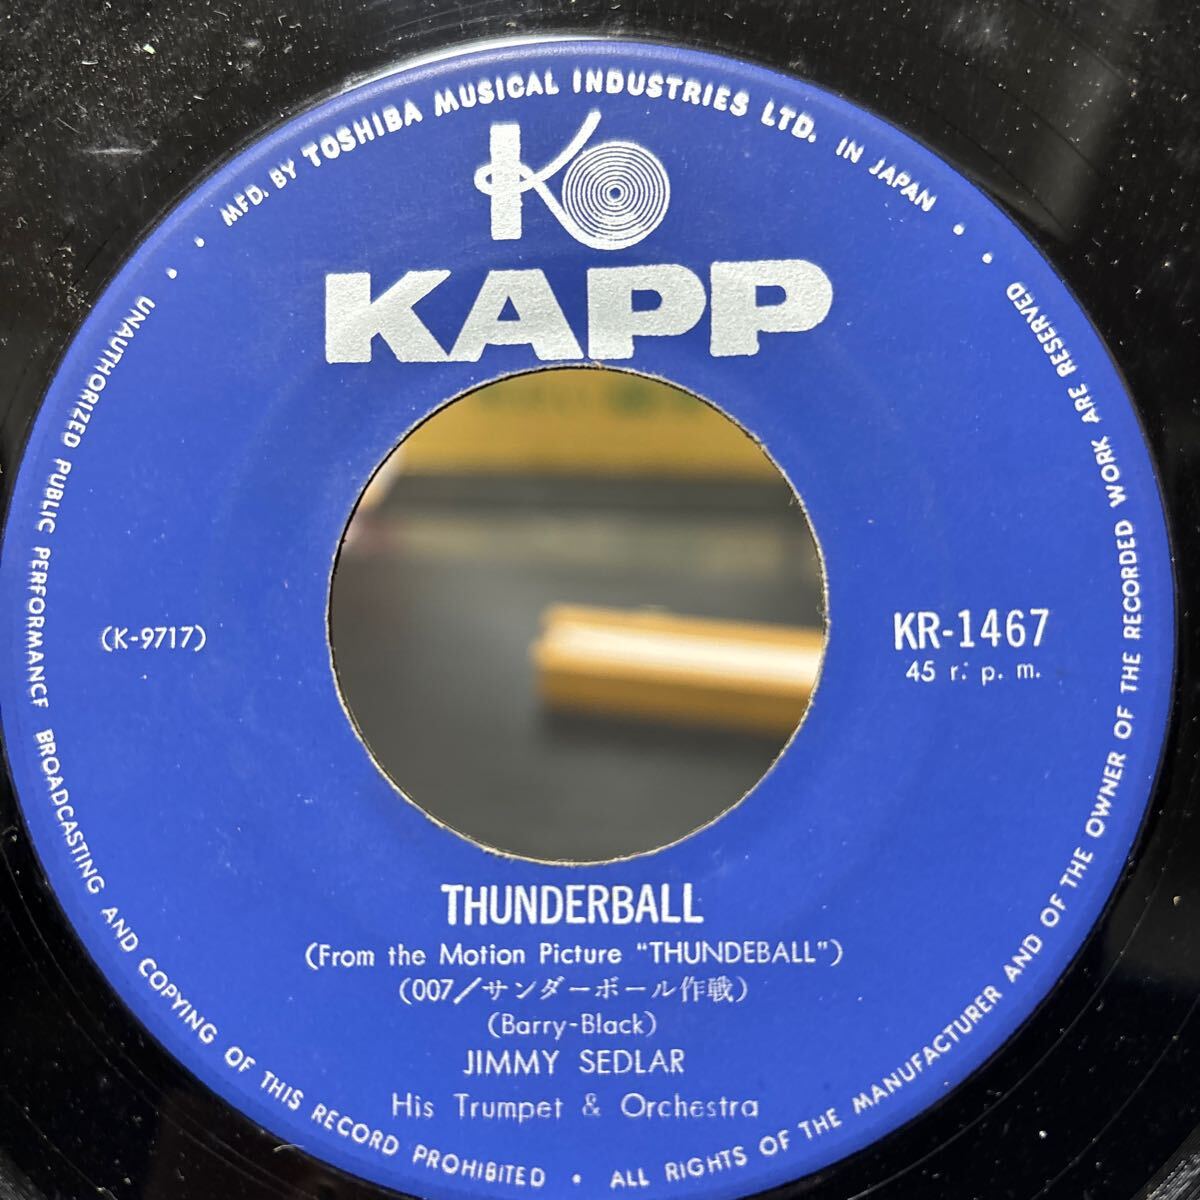 MFD. BY TOSHIBA MUSICAL INDUSTRIES LTD. IN JAPAN
KAPP
(K-9717)
KR-1467
45 r. p. m.
THUNDERBALL
(From the Motion Picture "THUNDEBALL")
(007/サンダーボール作戦)
(Barry-Black)
JIMMY SEDLAR
His Trumpet & Orchestra
UNAUTHORIZED PUBLIC PERFORMANCE BROADCASTING AND COPYING OF THIS RECORD PROHIBITED • ALL RIGHTS OF THE MANUFACTURER AND OF THE OWNER OF THE RECORDED WORK ARE RESERVED